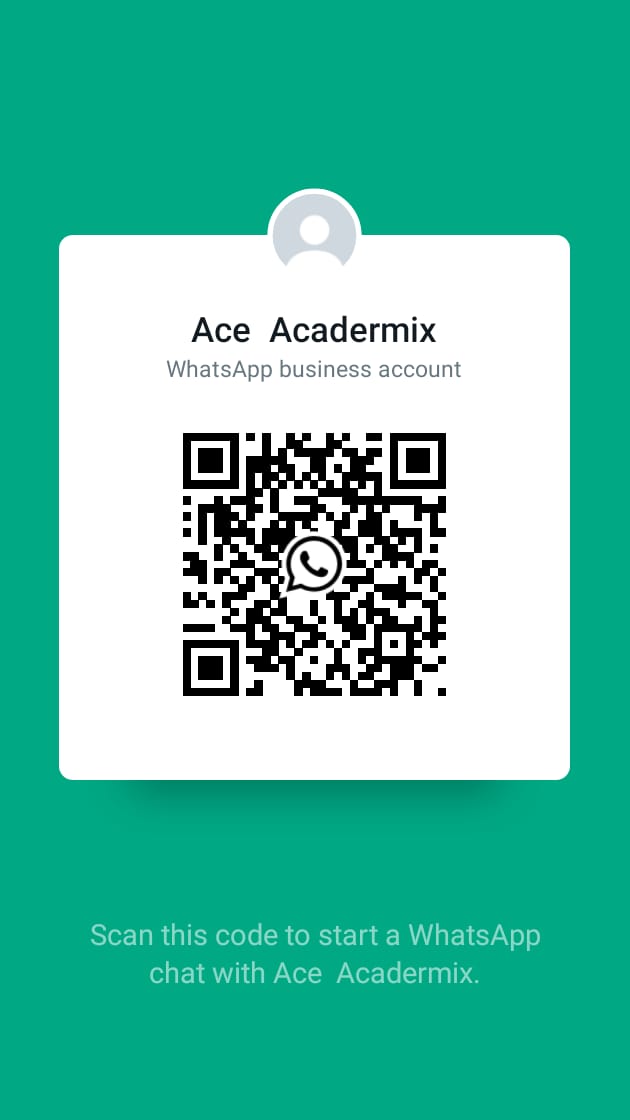 Ace  Acadermix
WhatsApp business account
Scan this code to start a WhatsApp
chat with Ace  Acadermix.